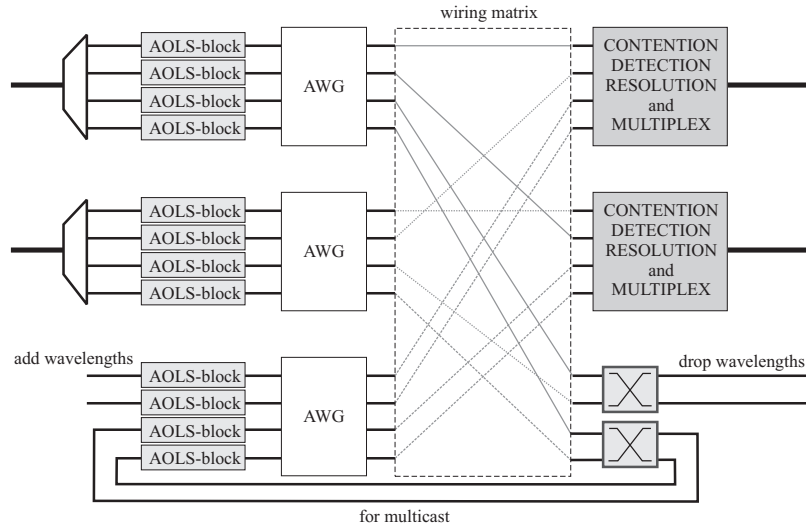 wiring matrix
AOLS-block
AOLS-block
AOLS-block
AOLS-block
AWG
CONTENTION
DETECTION
RESOLUTION
and
MULTIPLEX
AOLS-block
AOLS-block
AOLS-block
AOLS-block
AWG
CONTENTION
DETECTION
RESOLUTION
and
MULTIPLEX
add wavelengths
AOLS-block
AOLS-block
AOLS-block
AOLS-block
AWG
drop wavelengths
for multicast